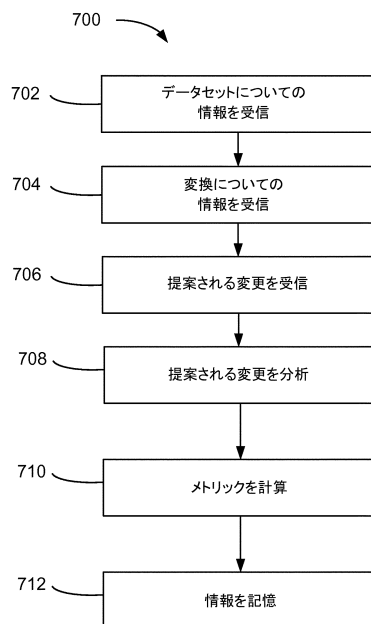 700
702
データセットについての
情報を受信
704
変換についての
情報を受信
706
提案される変更を受信
708
提案される変更を分析
710
メトリックを計算
712
情報を記憶